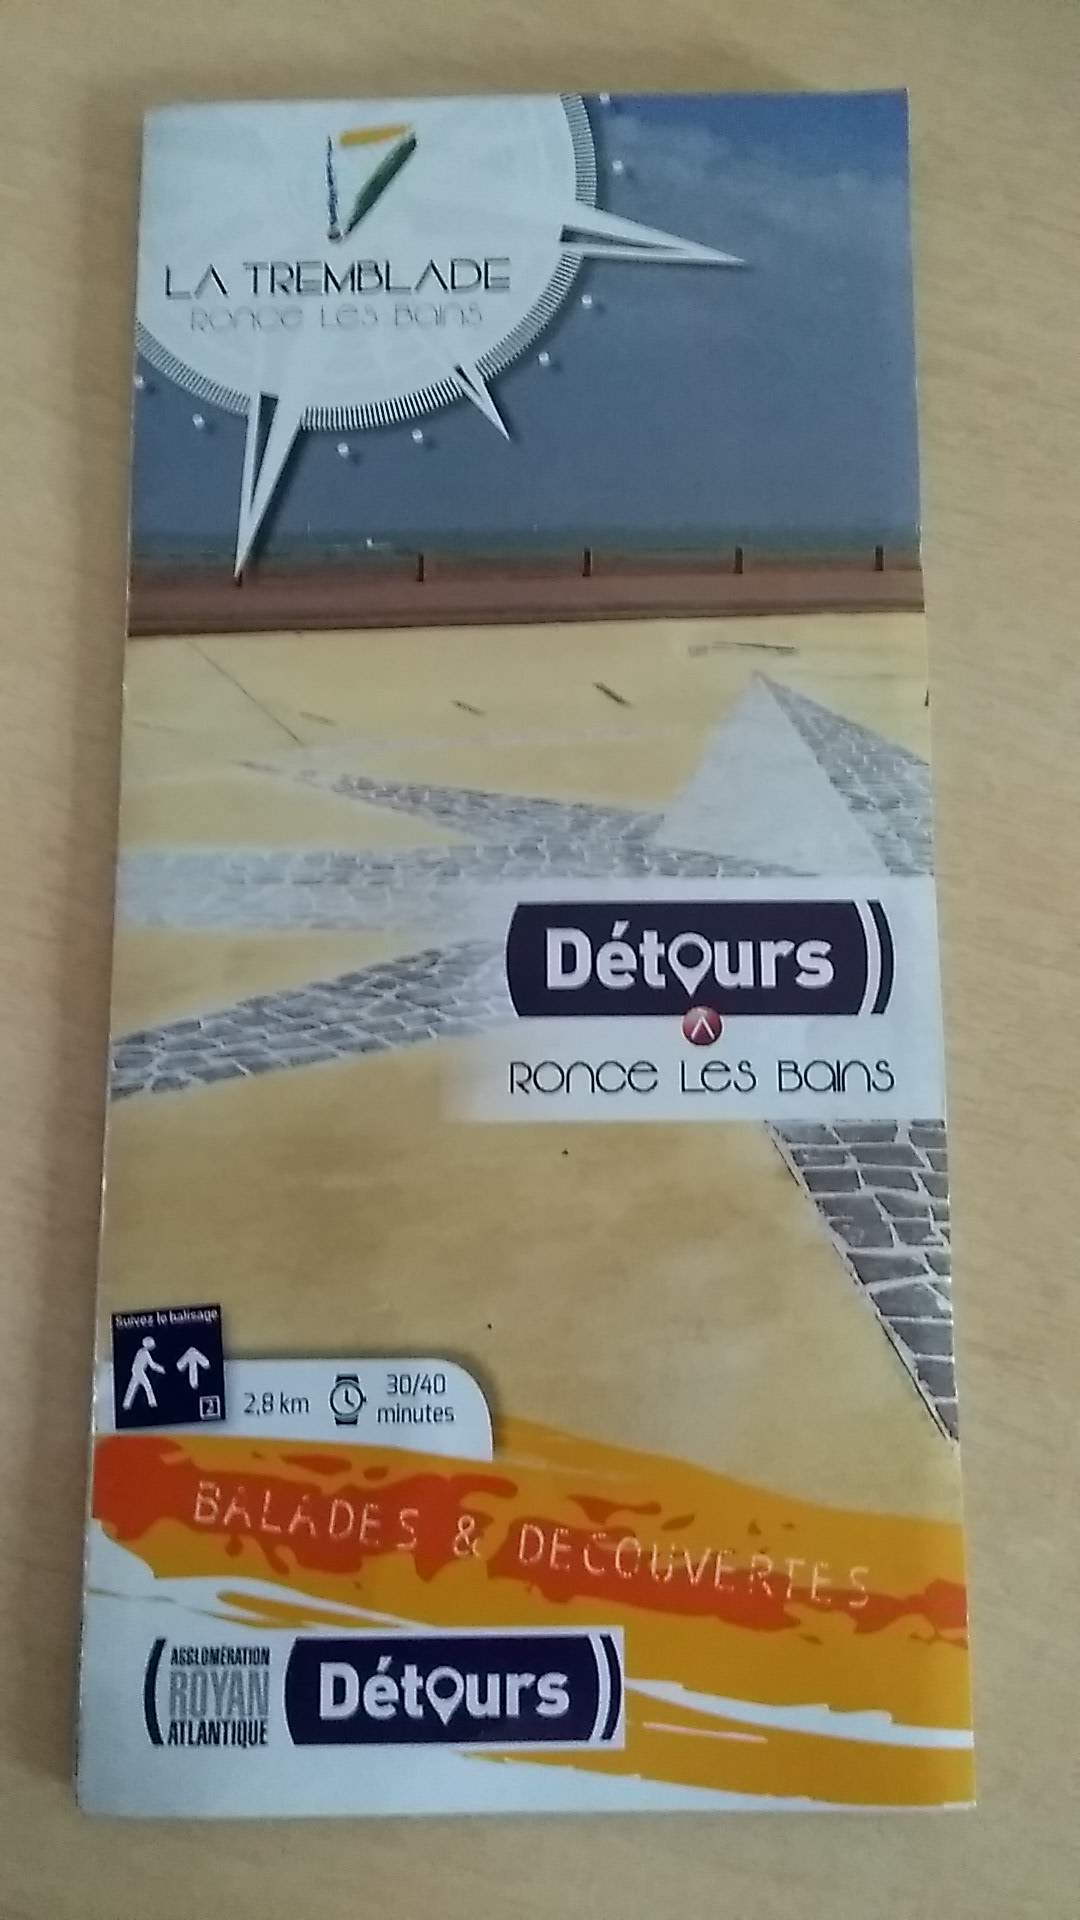 LA TREMBLADE
RONCE LES BAINS
Détours
RONCE LES BAINS
Suivez le balisage
2
2,8 km
30/40
minutes
BALADES & DECOUVERTES
AGGLOMÉRATION
ROYAN
ATLANTIQUE
Détours